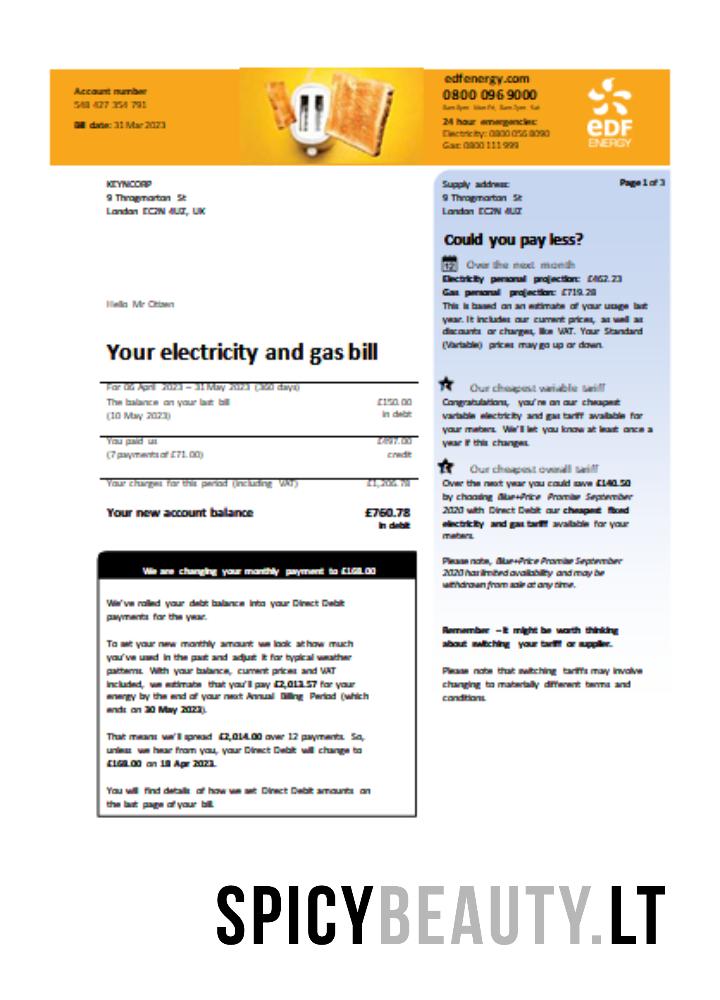 Account number
548 427 354 791
Bill date: 31 Mar 2023
edfenergy.com
0800 096 9000
8am-8pm Mon-Fri, 8am-2pm Sat
24 hour emergencies:
Electricity: 0800 056 8090
Gas: 0800 111 999
eDF
ENERGY
KEYNCORP
9 Throgmorton St
London EC2N 4UZ, UK
Hello Mr Citizen
Your electricity and gas bill
For 06 April 2023 – 31 May 2023 (360 days)
The balance on your last bill £150.00
(10 May 2023) in debt
You paid us £497.00
(7 payments of £71.00) credit
Your charges for this period (including VAT) £1,206.78
Your new account balance £760.78
in debt
We are changing your monthly payment to £168.00
We've rolled your debt balance into your Direct Debit
payments for the year.
To set your new monthly amount we look at how much
you've used in the past and adjust it for typical weather
patterns. With your balance, current prices and VAT
included, we estimate that you'll pay £2,013.57 for your
energy by the end of your next Annual Billing Period (which
ends on 30 May 2023).
That means we'll spread £2,014.00 over 12 payments. So,
unless we hear from you, your Direct Debit will change to
£168.00 on 18 Apr 2023.
You will find details of how we set Direct Debit amounts on
the last page of your bill.
Supply address: Page 1 of 3
9 Throgmorton St
London EC2N 4UZ
Could you pay less?
12 Over the next month
Electricity personal projection: £462.23
Gas personal projection: £719.28
This is based on an estimate of your usage last
year. It includes our current prices, as well as
discounts or charges, like VAT. Your Standard
(Variable) prices may go up or down.
Our cheapest variable tariff
Congratulations, you're on our cheapest
variable electricity and gas tariff available for
your meters. We'll let you know at least once a
year if this changes.
Our cheapest overall tariff
Over the next year you could save £140.50
by choosing Blue+Price Promise September
2020 with Direct Debit our cheapest fixed
electricity and gas tariff available for your
meters.
Please note, Blue+Price Promise September
2020 has limited availability and may be
withdrawn from sale at any time.
Remember – it might be worth thinking
about switching your tariff or supplier.
Please note that switching tariffs may involve
changing to materially different terms and
conditions.
SPICYBEAUTY.LT